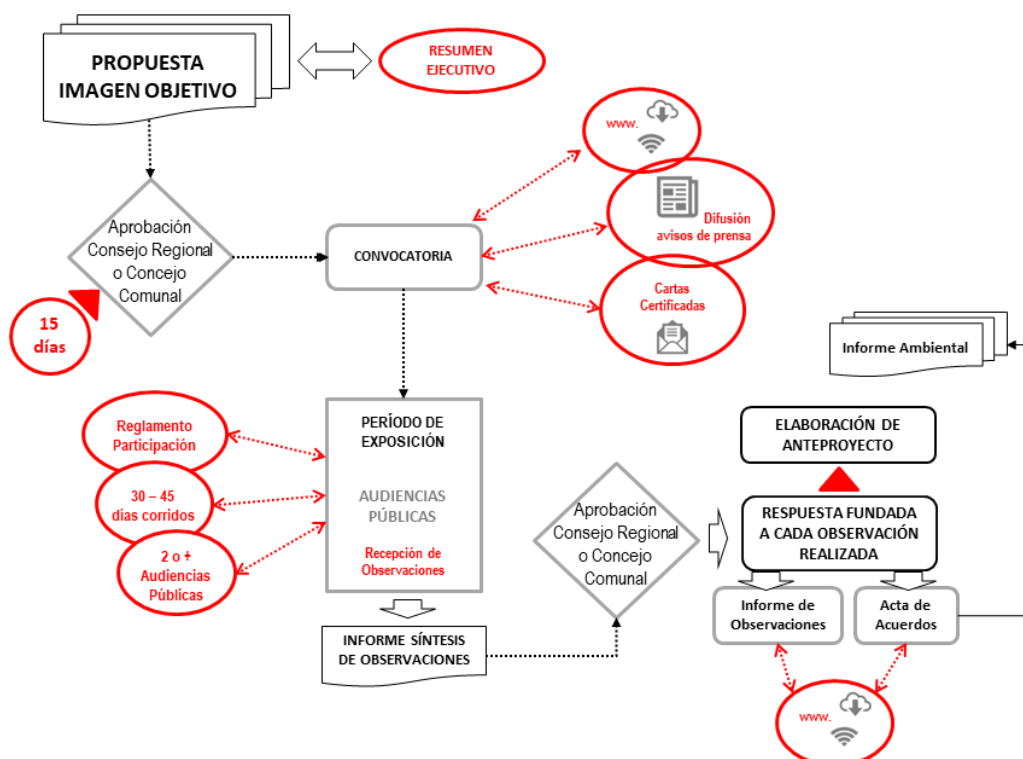 PROPUESTA
IMAGEN OBJETIVO
RESUMEN
EJECUTIVO
www.
Difusión
avisos de prensa
Cartas
Certificadas
Aprobación
Consejo Regional
o Concejo
Comunal
CONVOCATORIA
15
días
Informe Ambiental
Reglamento
Participación
30 – 45
días corridos
2 o +
Audiencias
Públicas
PERÍODO DE
EXPOSICIÓN
AUDIENCIAS
PÚBLICAS
Recepción de
Observaciones
INFORME SÍNTESIS
DE OBSERVACIONES
Aprobación
Consejo Regional
o Concejo
Comunal
ELABORACIÓN DE
ANTEPROYECTO
RESPUESTA FUNDADA
A CADA OBSERVACIÓN
REALIZADA
Informe de
Observaciones
Acta de
Acuerdos
www.